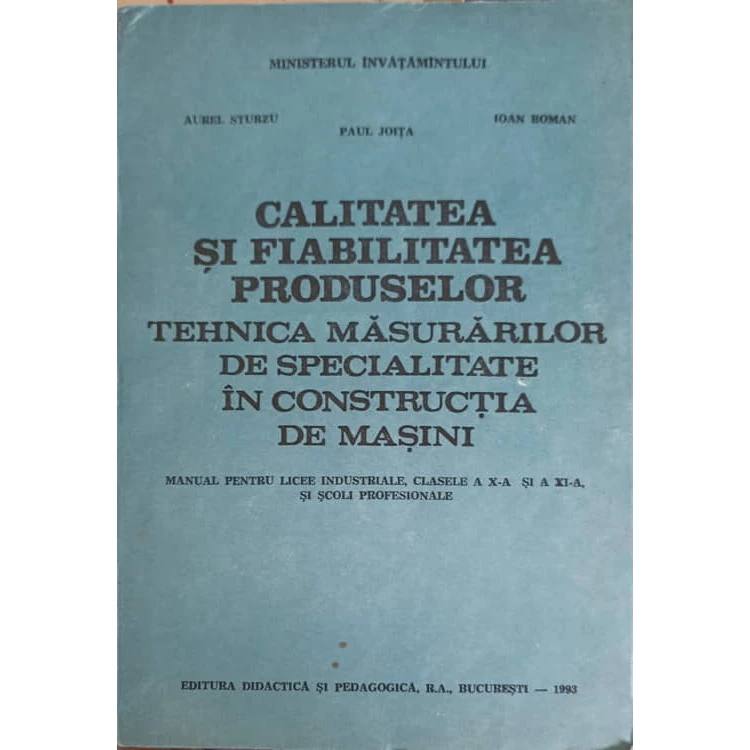 MINISTERUL ÎNVĂȚĂMÎNTULUI
AUREL STURZU
PAUL JOIȚA
IOAN ROMAN
CALITATEA
ȘI FIABILITATEA
PRODUSELOR
TEHNICA MĂSURĂRILOR
DE SPECIALITATE
ÎN CONSTRUCȚIA
DE MAȘINI
MANUAL PENTRU LICEE INDUSTRIALE, CLASELE A X-A ȘI A XI-A,
ȘI ȘCOLI PROFESIONALE
EDITURA DIDACTICĂ ȘI PEDAGOGICĂ, R.A., BUCUREȘTI — 1993